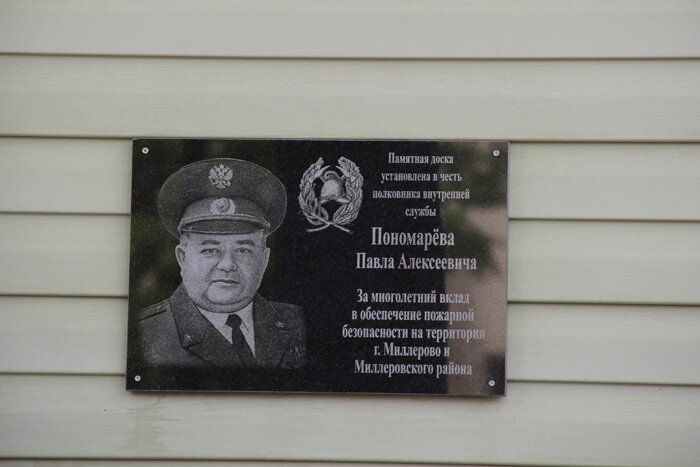 Памятная доска
установлена в честь
полковника внутренней
службы
Пономарёва
Павла Алексеевича
За многолетний вклад
в обеспечение пожарной
безопасности на территории
г. Миллерово и
Миллеровского района